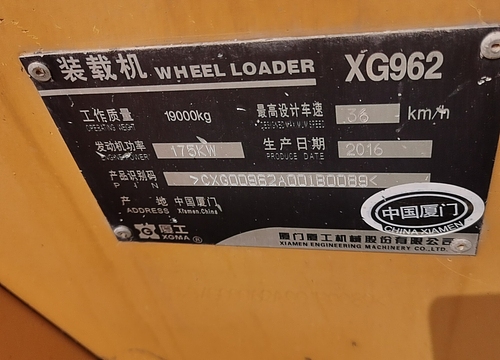 装载机 WHEEL LOADER XG962
工作质量 19000kg 最高设计车速 36 km/h
OPERATING WEIGHT
发动机功率 175KW 生产日期 2016
ENGINE POWER PRODUCE DATE
产品识别码
PIN
产 地 中国厦门
ADDRESS Xiamen.China
中国厦门
CHINA XIAMEN
厦工
XGMA ®
厦门厦工机械股份有限公司
XIAMEN ENGINEERING MACHINERY CO.,LTD.